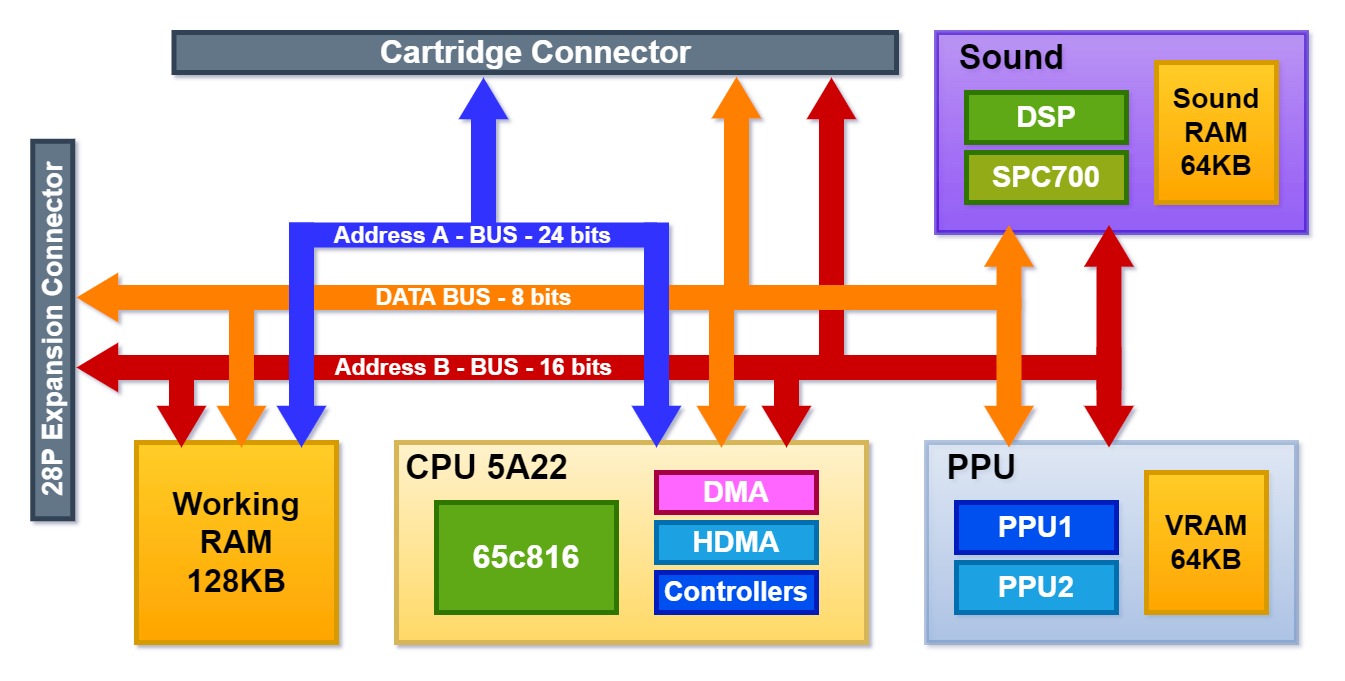 Cartridge Connector
Sound
DSP
SPC700
Sound
RAM
64KB
28P Expansion Connector
Address A - BUS - 24 bits
DATA BUS - 8 bits
Address B - BUS - 16 bits
Working
RAM
128KB
CPU 5A22
65c816
DMA
HDMA
Controllers
PPU
PPU1
PPU2
VRAM
64KB